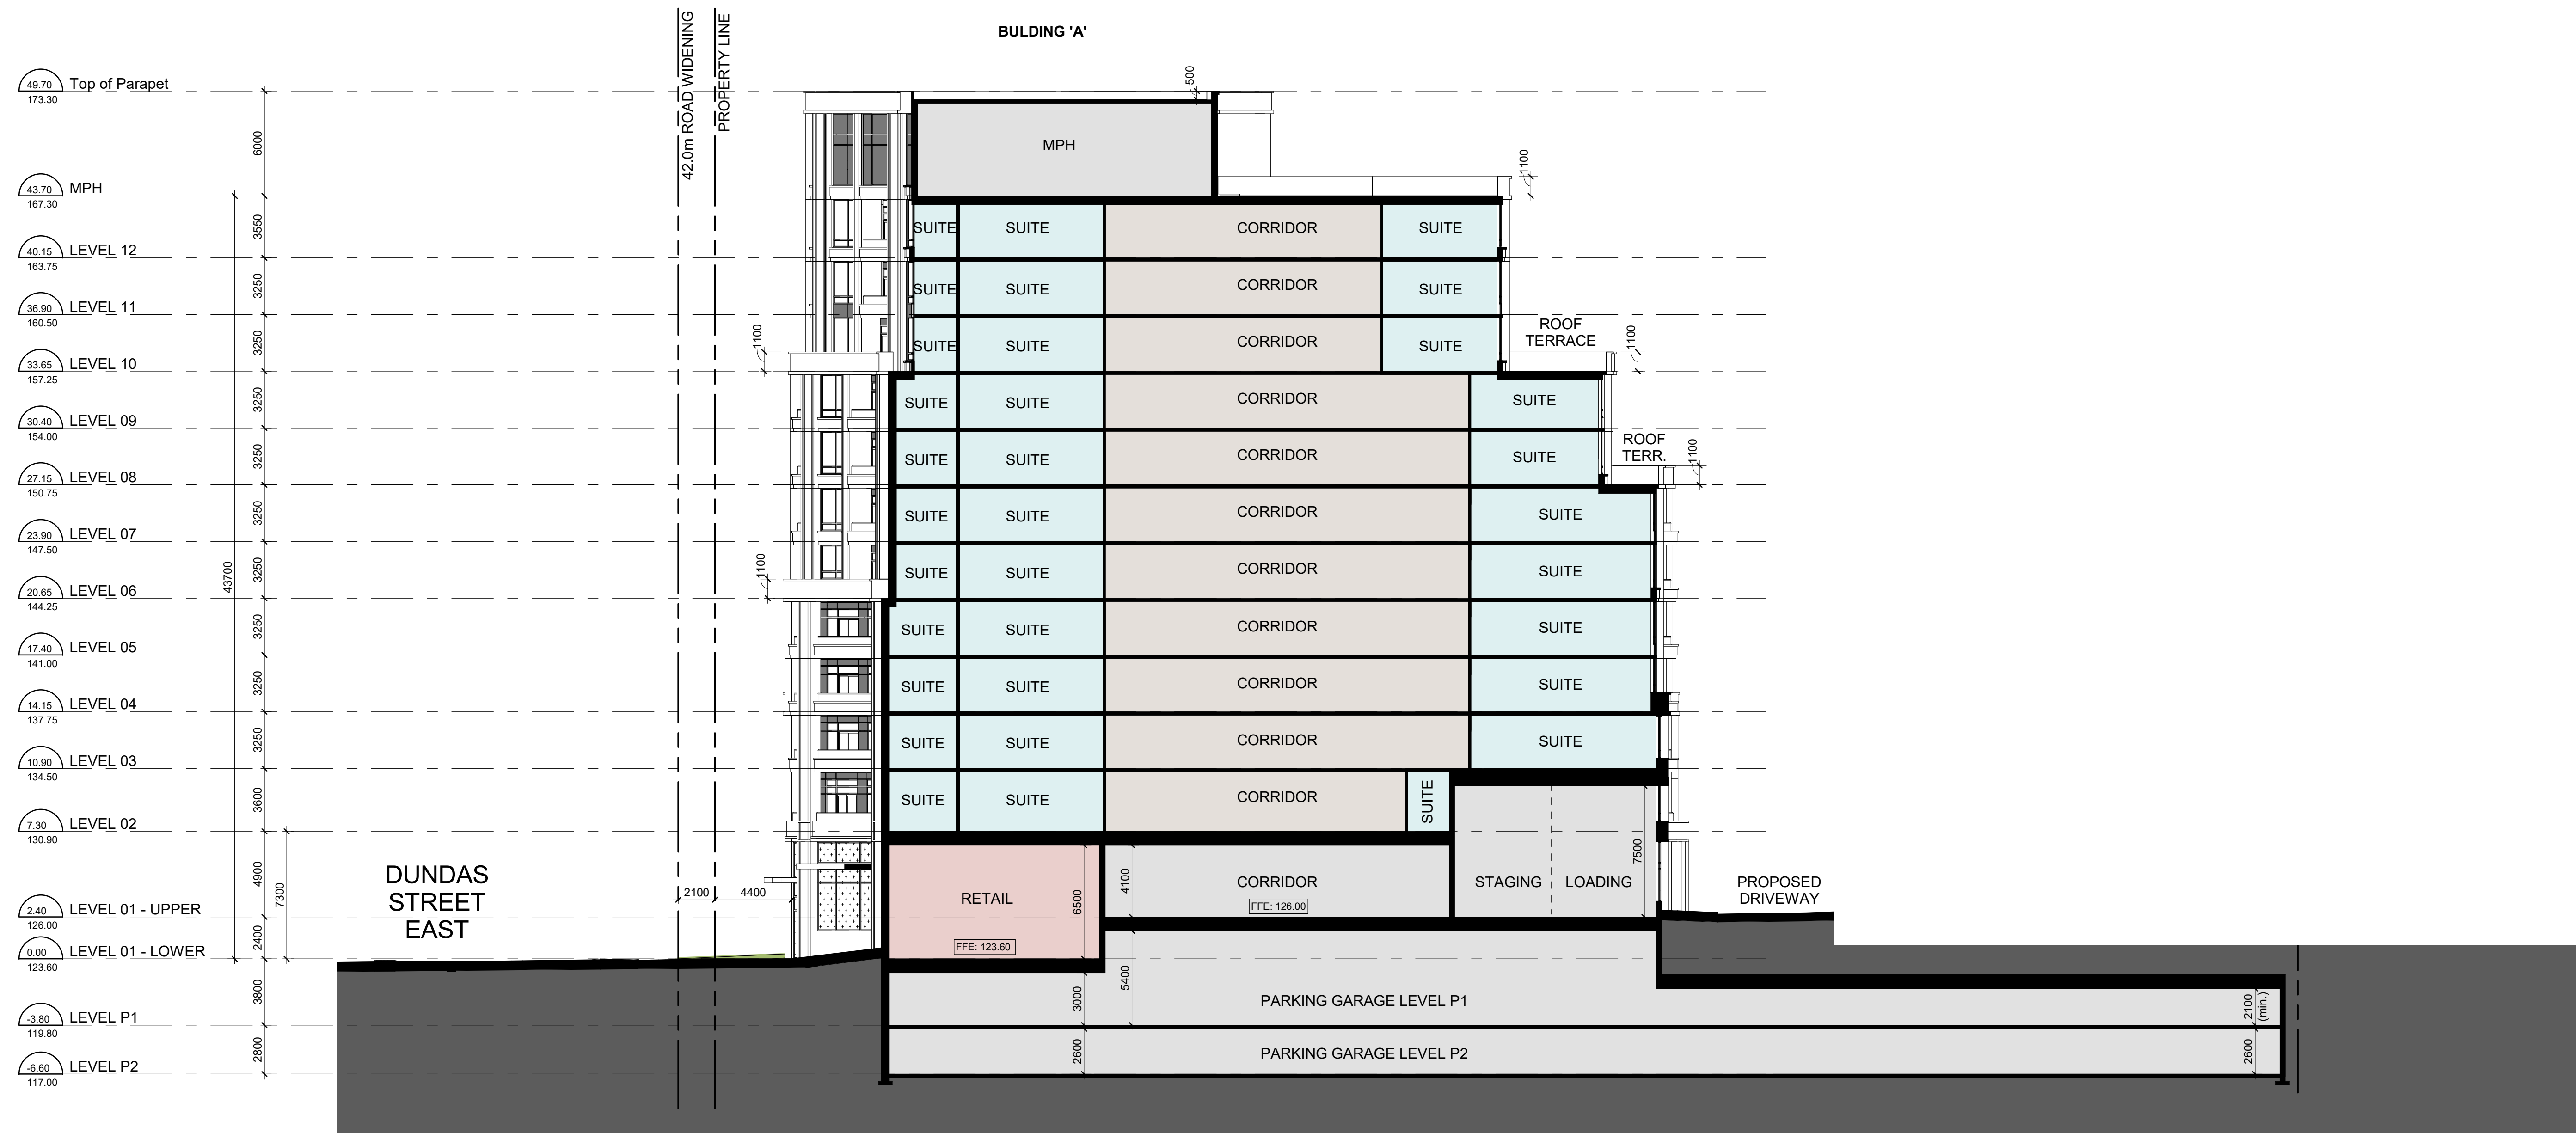 BULDING 'A'
42.0m ROAD WIDENING
PROPERTY LINE
49.70
173.30
Top of Parapet
6000
500
MPH
43.70
167.30
MPH
1100
3550
SUITE
SUITE
CORRIDOR
SUITE
40.15
163.75
LEVEL 12
3250
SUITE
SUITE
CORRIDOR
SUITE
36.90
160.50
LEVEL 11
3250
1100
SUITE
SUITE
CORRIDOR
SUITE
ROOF
TERRACE
1100
33.65
157.25
LEVEL 10
3250
SUITE
SUITE
CORRIDOR
SUITE
30.40
154.00
LEVEL 09
3250
SUITE
SUITE
CORRIDOR
SUITE
ROOF
TERR.
1100
27.15
150.75
LEVEL 08
3250
SUITE
SUITE
CORRIDOR
SUITE
23.90
147.50
LEVEL 07
43700
3250
1100
SUITE
SUITE
CORRIDOR
SUITE
20.65
144.25
LEVEL 06
3250
SUITE
SUITE
CORRIDOR
SUITE
17.40
141.00
LEVEL 05
3250
SUITE
SUITE
CORRIDOR
SUITE
14.15
137.75
LEVEL 04
3250
SUITE
SUITE
CORRIDOR
SUITE
10.90
134.50
LEVEL 03
3600
SUITE
SUITE
CORRIDOR
SUITE
7.30
130.90
LEVEL 02
4900
7300
DUNDAS
STREET
EAST
2100
4400
RETAIL
6500
FFE: 123.60
4100
CORRIDOR
FFE: 126.00
STAGING
LOADING
7500
PROPOSED
DRIVEWAY
2.40
126.00
LEVEL 01 - UPPER
2400
0.00
123.60
LEVEL 01 - LOWER
3800
3000
5400
PARKING GARAGE LEVEL P1
2100
(min.)
-3.80
119.80
LEVEL P1
2800
2600
PARKING GARAGE LEVEL P2
2600
-6.60
117.00
LEVEL P2